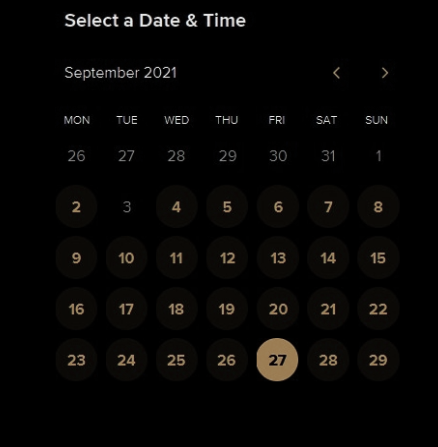 Select a Date & Time
September 2021
MON TUE WED THU FRI SAT SUN
26 27 28 29 30 31 1
2 3 4 5 6 7 8
9 10 11 12 13 14 15
16 17 18 19 20 21 22
23 24 25 26 27 28 29